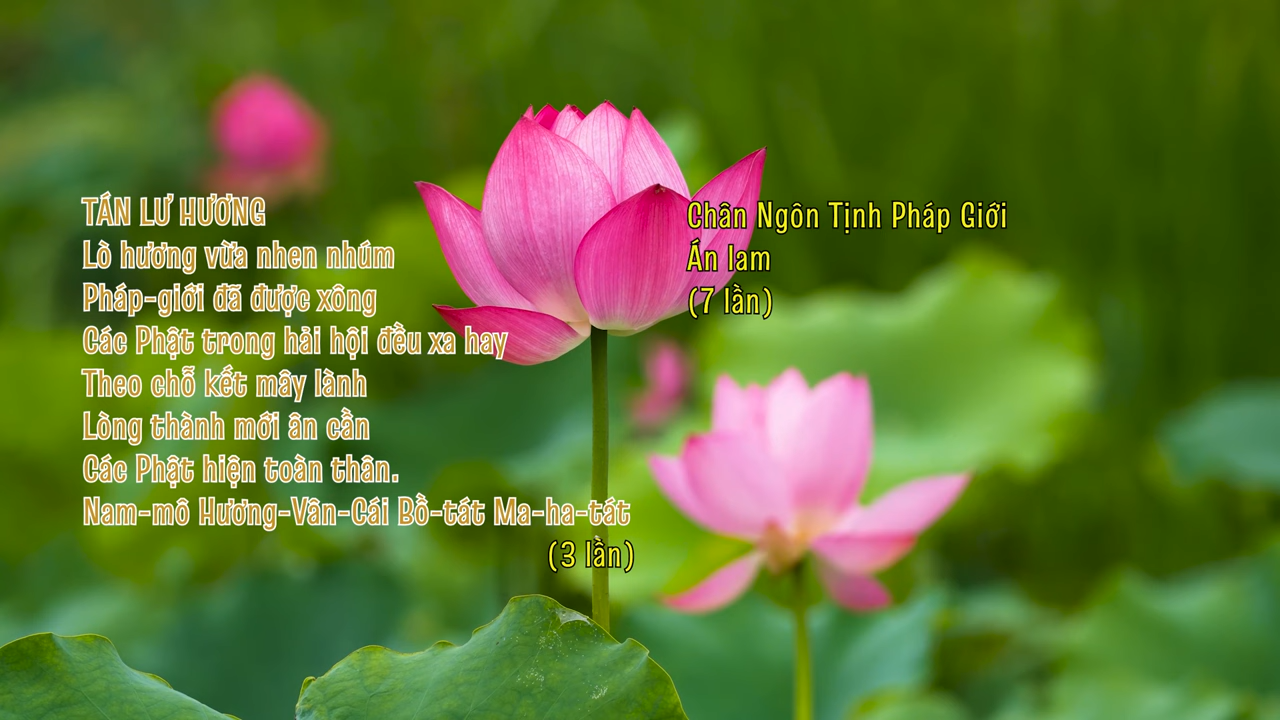 TÁN LƯ HƯƠNG
Lò hương vừa nhen nhúm
Pháp-giới đã được xông
Các Phật trong hải hội đều xa hay
Theo chỗ kết mây lành
Lòng thành mới ân cần
Các Phật hiện toàn thân.
Nam-mô Hương-Vân-Cái Bồ-tát Ma-ha-tát
(3 lần)
Chân Ngôn Tịnh Pháp Giới
Án lam
(7 lần)